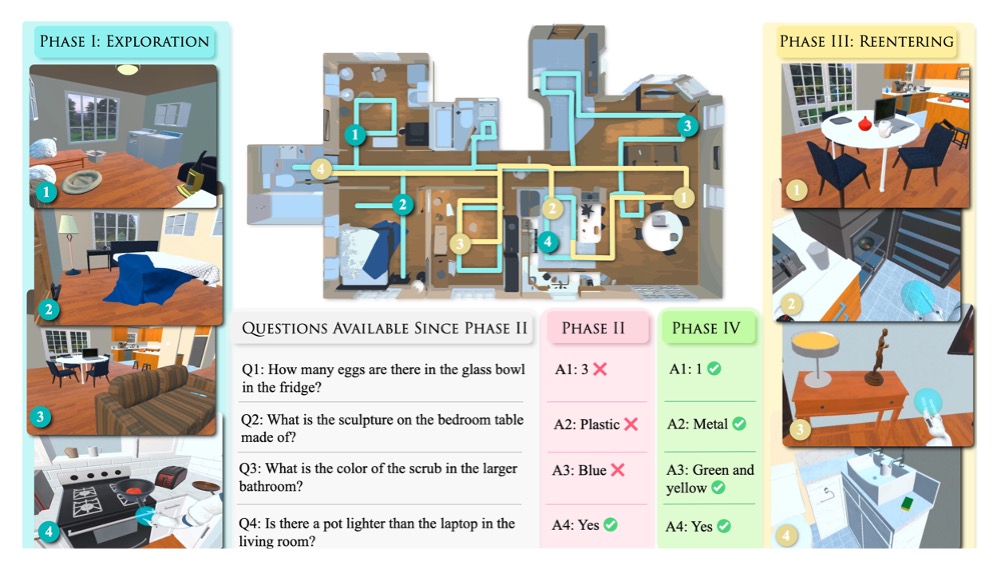 PHASE I: EXPLORATION
1
2
3
4
1
2
3
4
1
2
3
4
QUESTIONS AVAILABLE SINCE PHASE II
PHASE II
PHASE IV
Q1: How many eggs are there in the glass bowl
in the fridge?
A1: 3
A1: 1
Q2: What is the sculpture on the bedroom table
made of?
A2: Plastic
A2: Metal
Q3: What is the color of the scrub in the larger
bathroom?
A3: Blue
A3: Green and
yellow
Q4: Is there a pot lighter than the laptop in the
living room?
A4: Yes
A4: Yes
PHASE III: REENTERING
1
2
3
4